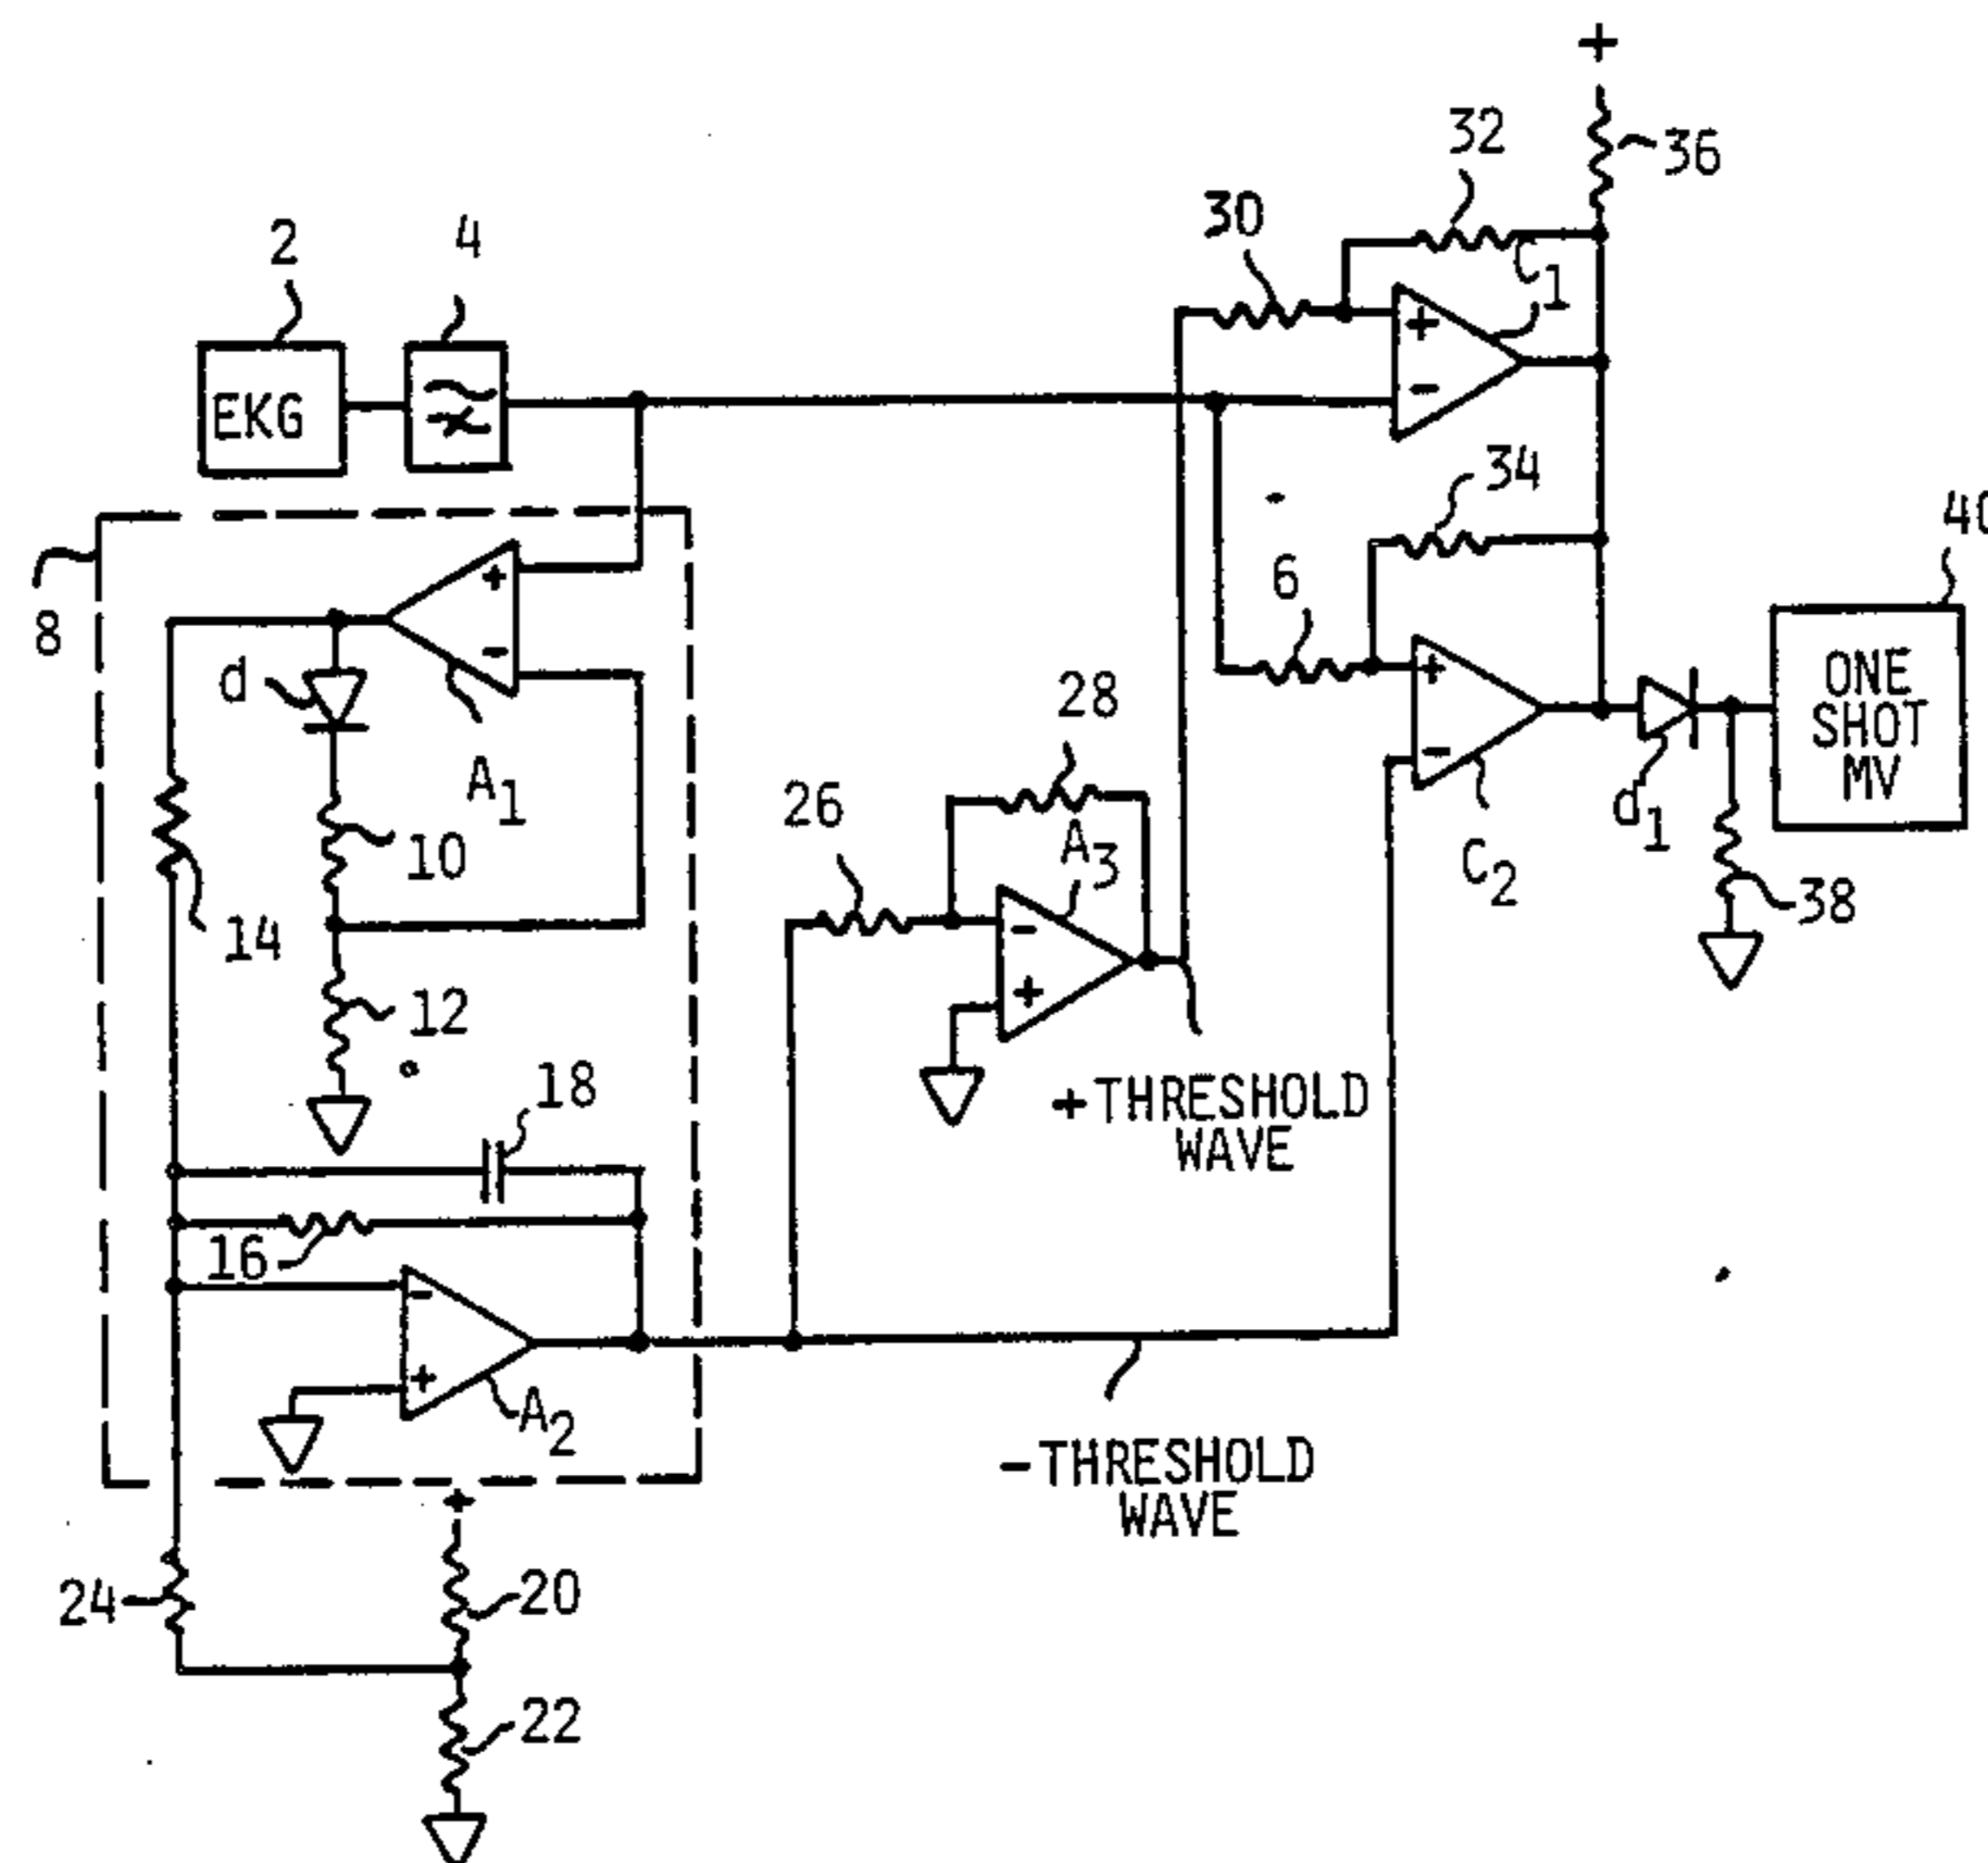 +
32
36
30
C1
2
4
EKG
+
-
34
40
8
6
+
-
+
-
ONE
SHOT
MV
d
A1
28
26
A3
d1
C2
38
10
14
-
+
12
18
+THRESHOLD
WAVE
16
-
+
A2
-THRESHOLD
WAVE
+
24
20
22